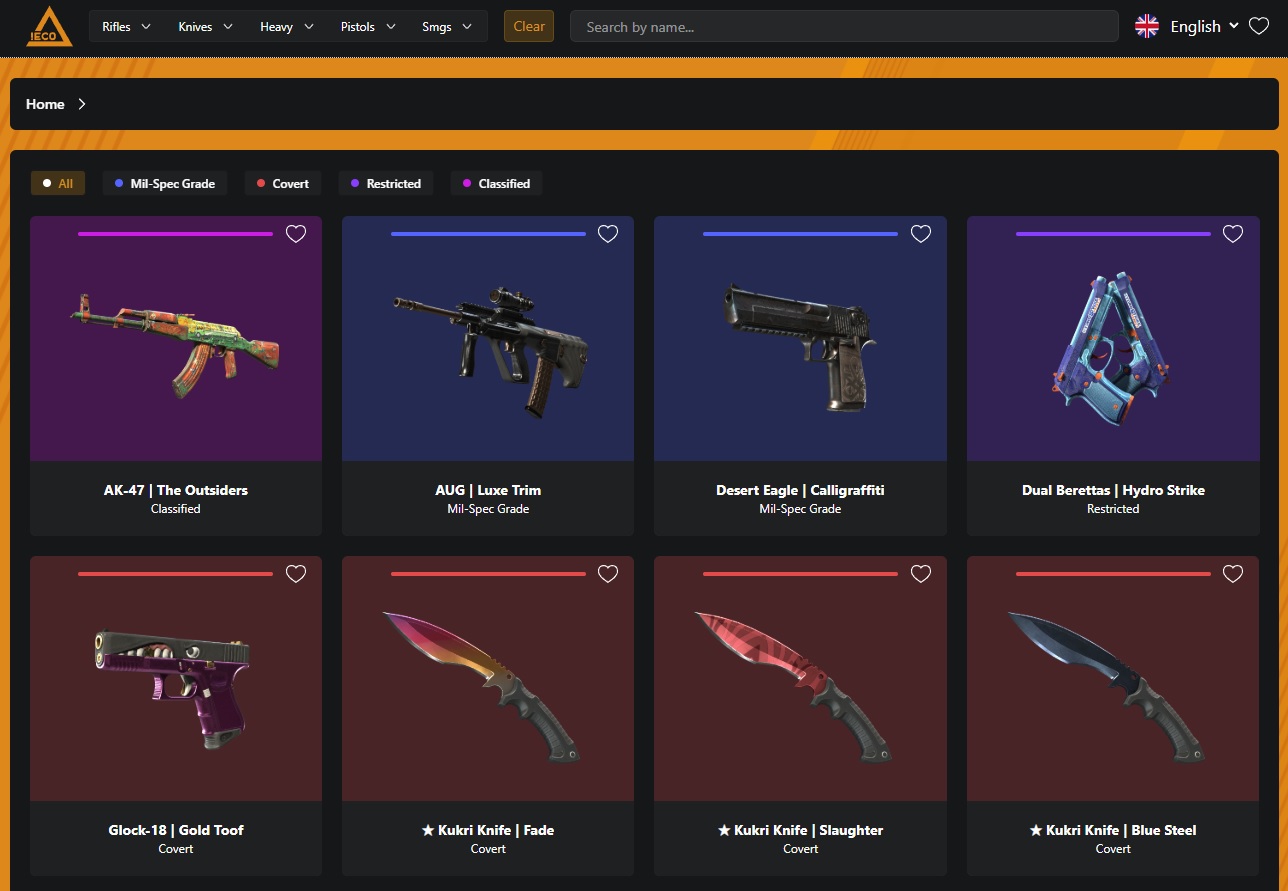 IECO
Rifles Knives Heavy Pistols Smgs Clear Search by name... English
Home
All Mil-Spec Grade Covert Restricted Classified
AK-47 | The Outsiders
Classified
AUG | Luxe Trim
Mil-Spec Grade
Desert Eagle | Calligraffiti
Mil-Spec Grade
Dual Berettas | Hydro Strike
Restricted
Glock-18 | Gold Toof
Covert
★ Kukri Knife | Fade
Covert
★ Kukri Knife | Slaughter
Covert
★ Kukri Knife | Blue Steel
Covert